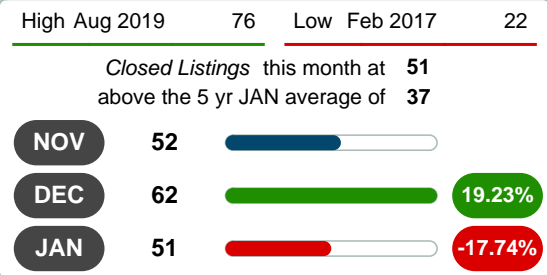 High Aug 2019 76 Low Feb 2017 22
Closed Listings this month at 51
above the 5 yr JAN average of 37
NOV 52
DEC 62 19.23%
JAN 51 -17.74%